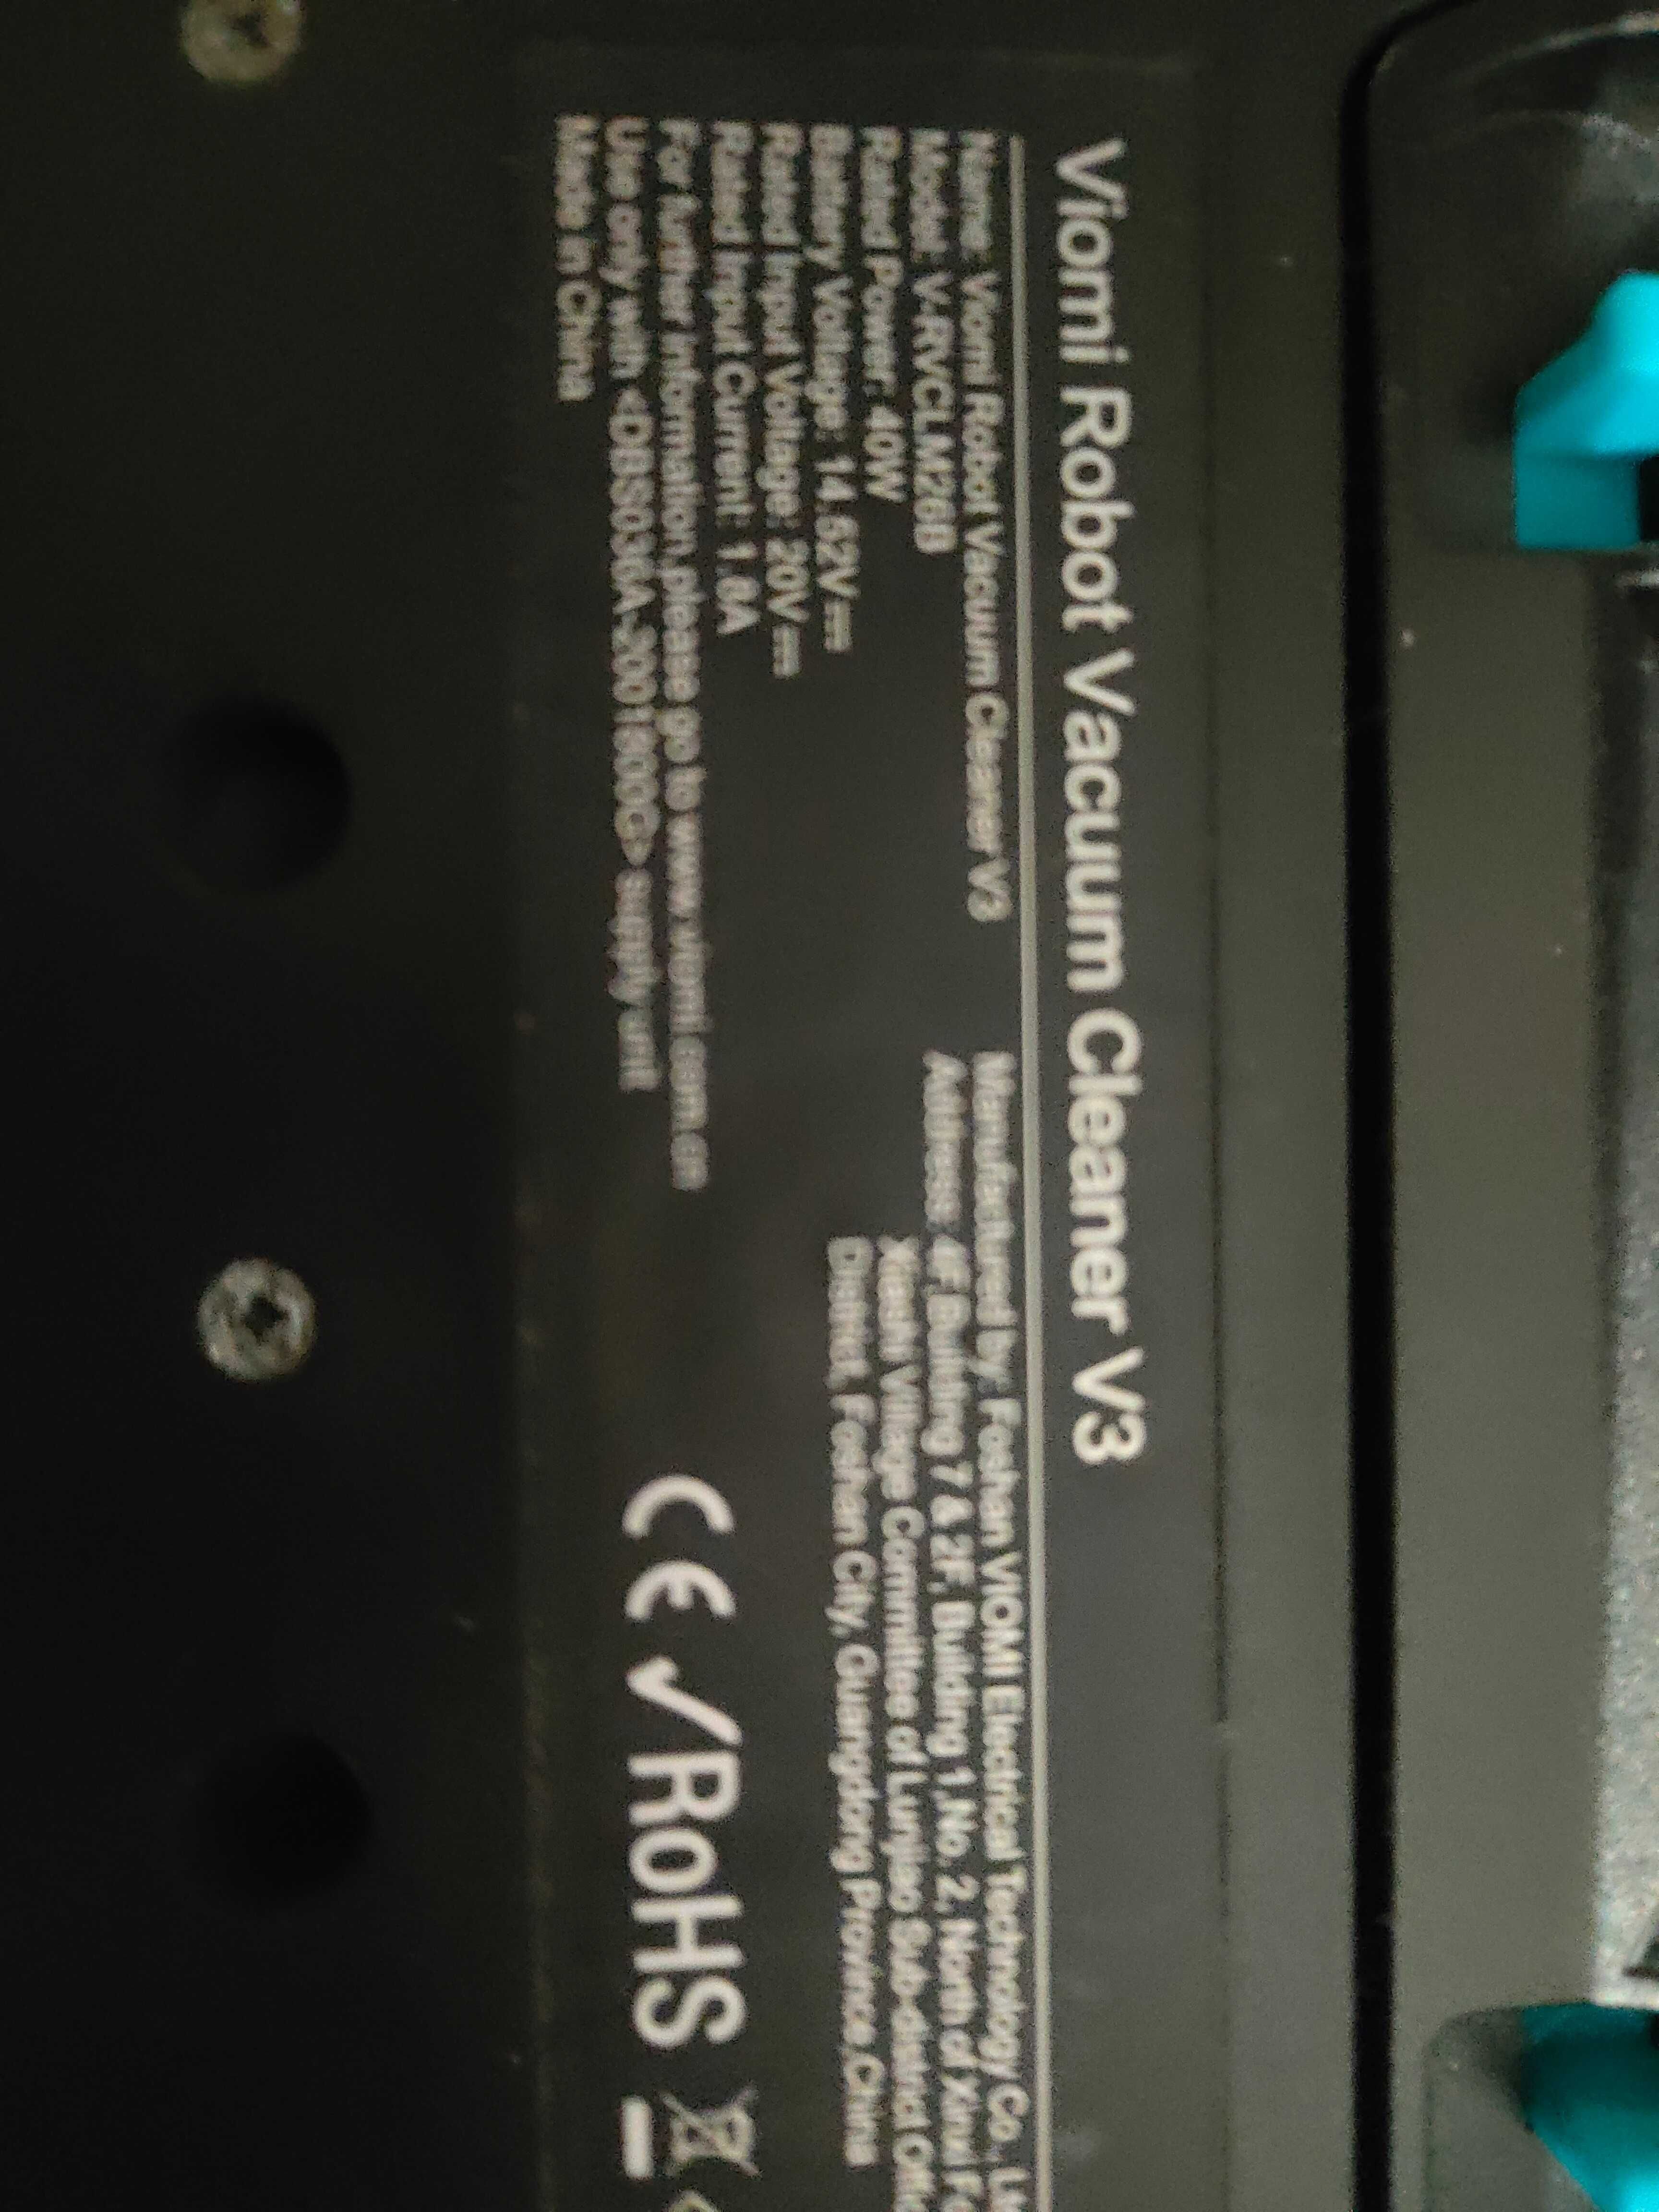 Viomi Robot Vacuum Cleaner V3
Name: Viomi Robot Vacuum Cleaner V3
Model: V-RVCLM26B
Rated Power: 40W
Battery Voltage: 14.52V⎓
Rated Input Voltage: 20V⎓
Rated Input Current: 1.8A
For further information please go to www.viomi.com.cn
Use only with <DBS036A-2001800G> supply unit
Made in China
Manufactured by: Foshan VIOMI Electrical Technology Co.,
Address: 4F, Building 7 & 2F, Building 1, No. 2, North of Xinxi
Xiashi Village Committee of Lunjiao Sub-district
District, Foshan City, Guangdong Province, China
CE ✓RoHS